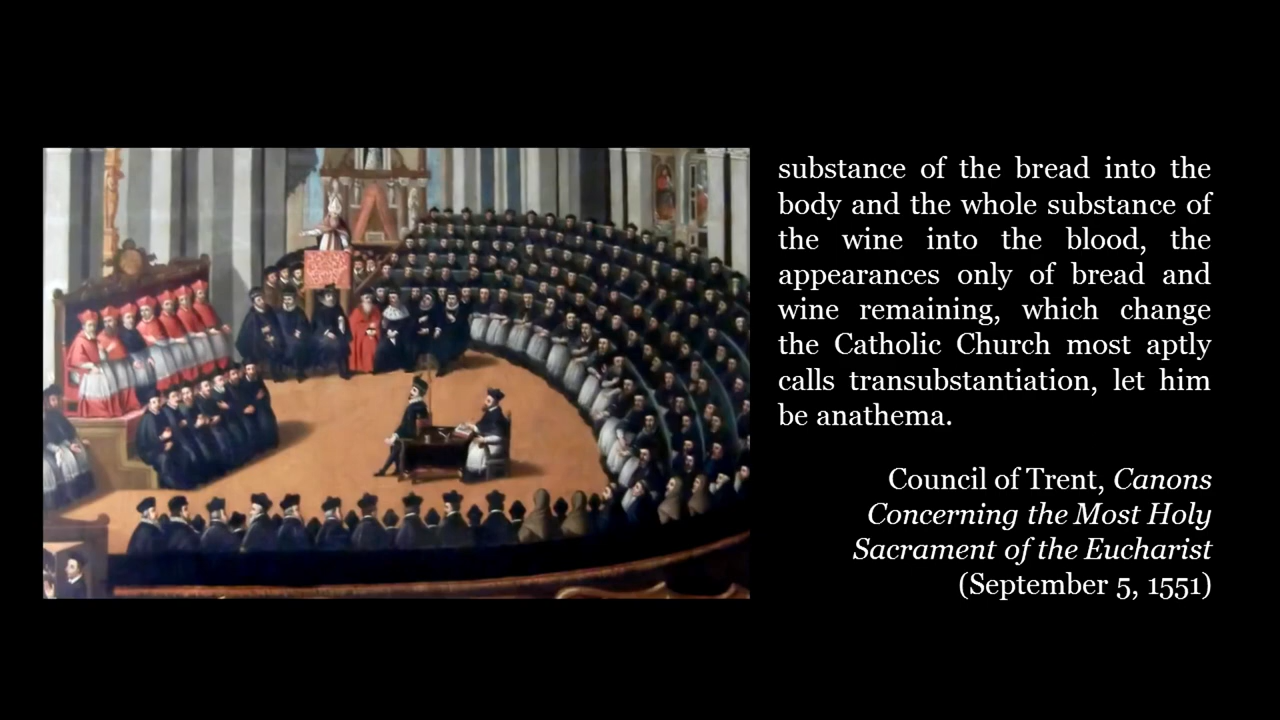 substance of the bread into the
body and the whole substance of
the wine into the blood, the
appearances only of bread and
wine remaining, which change
the Catholic Church most aptly
calls transubstantiation, let him
be anathema.
Council of Trent, Canons
Concerning the Most Holy
Sacrament of the Eucharist
(September 5, 1551)